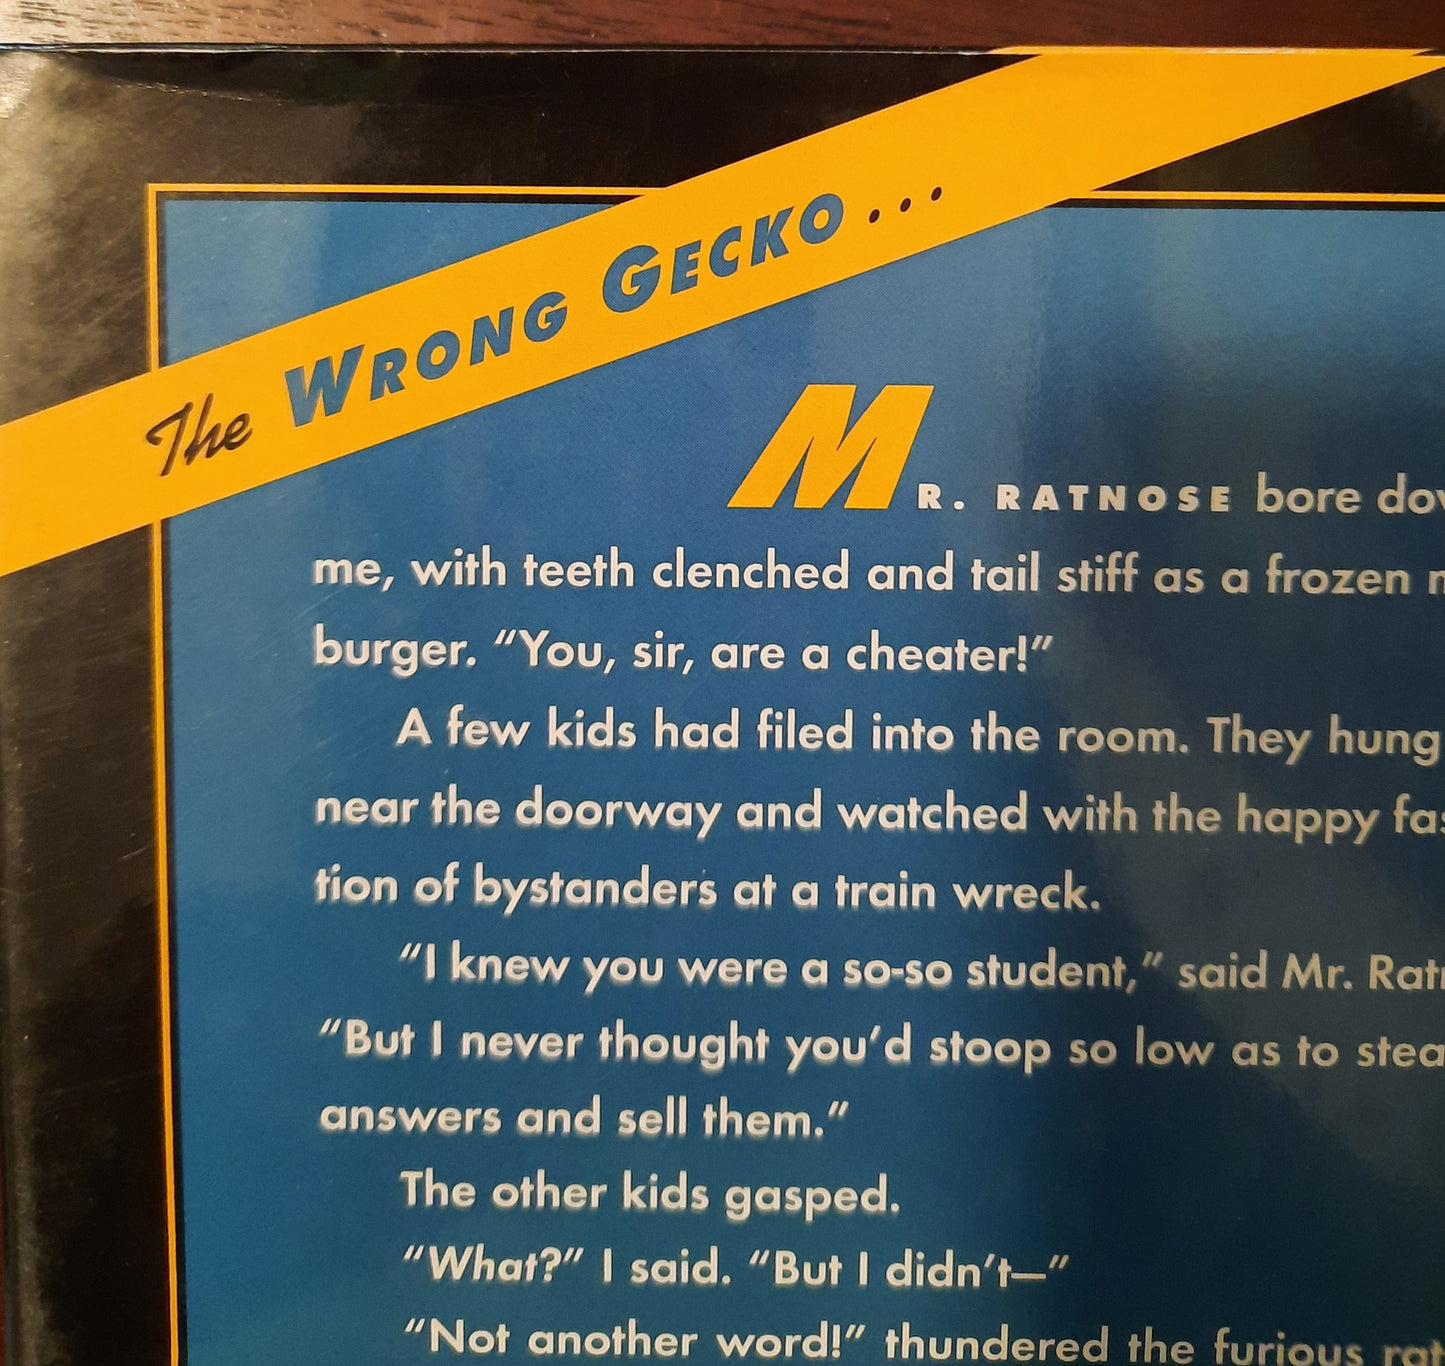 The WRONG GECKO...
MR. RATNOSE bore
me, with teeth clenched and tail stiff as a frozen
burger. “You, sir, are a cheater!”
A few kids had filed into the room. They hung
near the doorway and watched with the happy
tion of bystanders at a train wreck.
“I knew you were a so-so student,” said Mr.
“But I never thought you’d stoop so low as to
answers and sell them.”
The other kids gasped.
“What?” I said. “But I didn’t—”
“Not another word!” thundered the furious